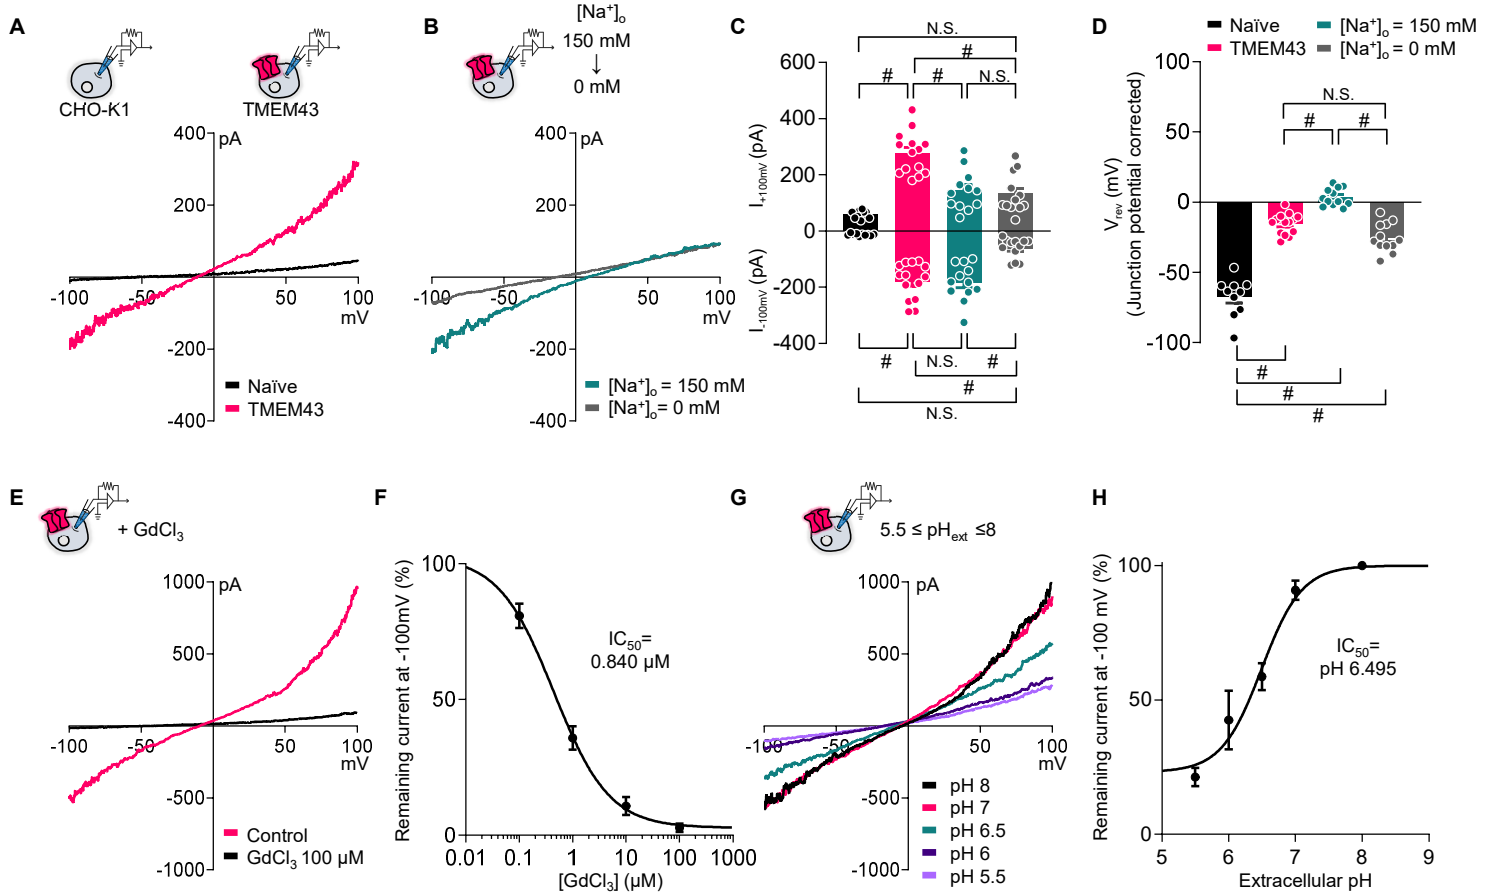 A
CHO-K1
TMEM43
400
pA
200
-100
-50
50
100
mV
-200
-400
Naïve
TMEM43
B
[Na+]o
150 mM
↓
0 mM
400
pA
200
-100
-50
50
100
mV
-200
-400
[Na+]o = 150 mM
[Na+]o = 0 mM
C
N.S.
#
# # N.S.
600
400
200
0
-200
-400
I+100mV (pA)
I-100mV (pA)
# N.S. #
#
N.S.
D
Naïve
TMEM43
[Na+]o = 150 mM
[Na+]o = 0 mM
N.S.
# #
100
50
0
-50
-100
Vrev (mV)
(Junction potential corrected)
#
#
#
E
+ GdCl3
1000
pA
500
-100
-50
50
100
mV
-500
-1000
Control
GdCl3 100 µM
F
100
50
0
Remaining current at -100mV (%)
IC50=
0.840 µM
0.01 0.1 1 10 100 1000
[GdCl3] (µM)
G
5.5 ≤ pHext ≤8
1000
pA
500
-100
-50
50
100
mV
-500
-1000
pH 8
pH 7
pH 6.5
pH 6
pH 5.5
H
100
50
0
Remaining current at -100 mV (%)
IC50=
pH 6.495
5 6 7 8 9
Extracellular pH